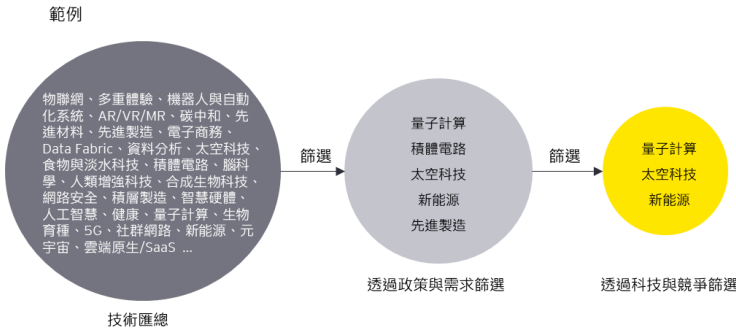 範例
物聯網、多重體驗、機器人與自動
化系統、AR/VR/MR、碳中和、先
進材料、先進製造、電子商務、
Data Fabric、資料分析、太空科技、
食物與淡水科技、積體電路、腦科
學、人類增強科技、合成生物科技、
網路安全、積層製造、智慧硬體、
人工智慧、健康、量子計算、生物
育種、5G、社群網路、新能源、元
宇宙、雲端原生/SaaS ...
技術匯總
篩選
量子計算
積體電路
太空科技
新能源
先進製造
透過政策與需求篩選
篩選
量子計算
太空科技
新能源
透過科技與競爭篩選